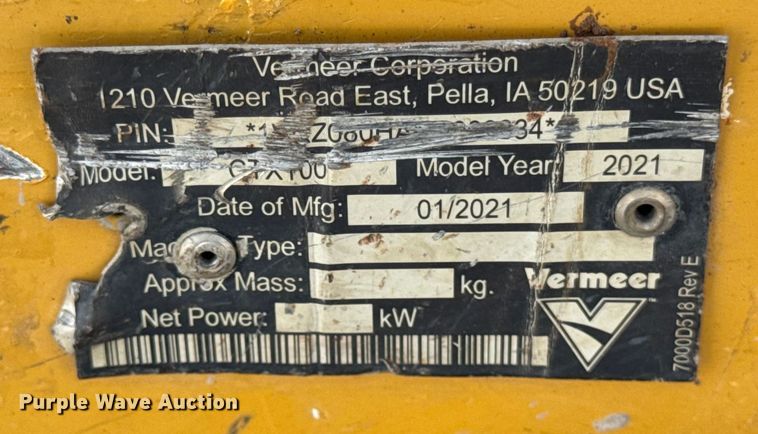 Vermeer Corporation
1210 Vermeer Road East, Pella, IA 50219 USA
PIN:
Model: CTX100 Model Year: 2021
Date of Mfg: 01/2021
Type:
Approx Mass: kg.
Net Power: kW
Vermeer
7000D518 Rev E
Purple Wave Auction